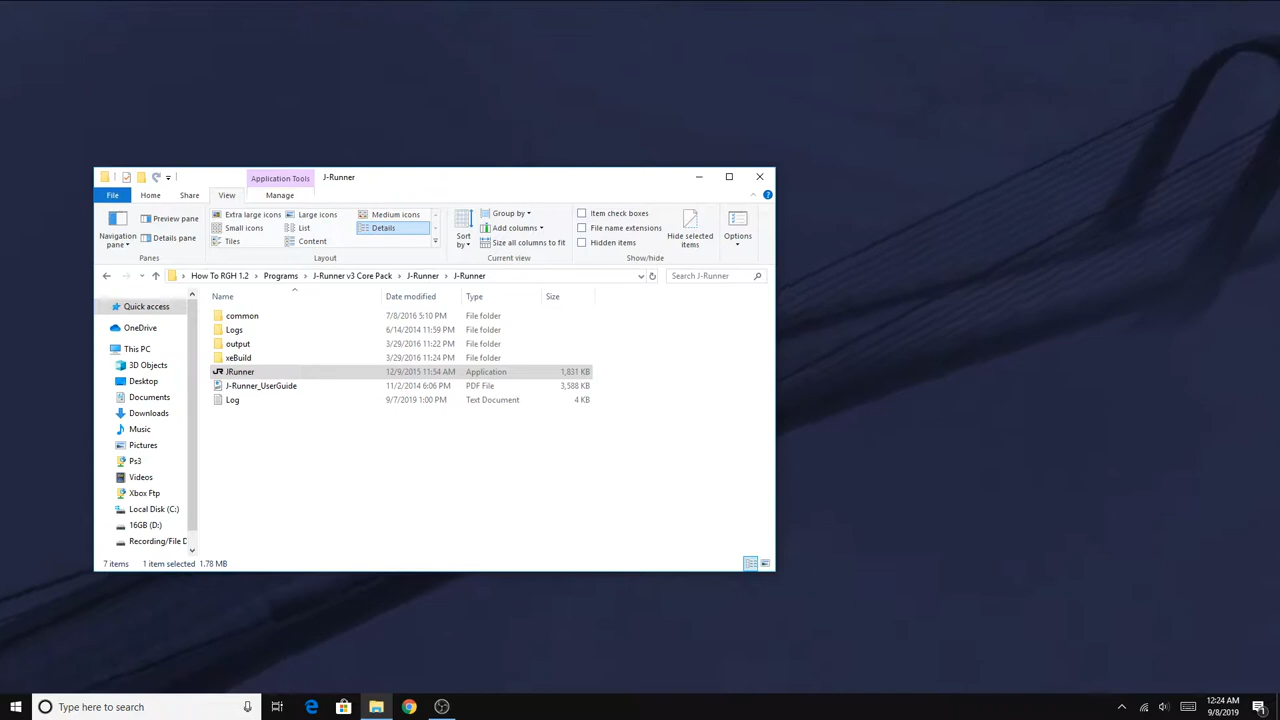 Application Tools
J-Runner
File
Home
Share
View
Manage
Navigation pane
Preview pane
Details pane
Panes
Extra large icons
Large icons
Medium icons
Small icons
List
Details
Tiles
Content
Layout
Sort by
Group by
Add columns
Size all columns to fit
Current view
Item check boxes
File name extensions
Hidden items
Hide selected items
Show/hide
Options
How To RGH 1.2 > Programs > J-Runner v3 Core Pack > J-Runner > J-Runner
Search J-Runner
Quick access
OneDrive
This PC
3D Objects
Desktop
Documents
Downloads
Music
Pictures
Ps3
Videos
Xbox Ftp
Local Disk (C:)
16GB (D:)
Recording/File D
Name Date modified Type Size
common 7/8/2016 5:10 PM File folder
Logs 6/14/2014 11:59 PM File folder
output 3/29/2016 11:22 PM File folder
xeBuild 3/29/2016 11:24 PM File folder
JR JRunner 12/9/2015 11:54 AM Application 1,831 KB
J-Runner_UserGuide 11/2/2014 6:06 PM PDF File 3,588 KB
Log 9/7/2019 1:00 PM Text Document 4 KB
7 items 1 item selected 1.78 MB
Type here to search
12:24 AM
9/8/2019
1